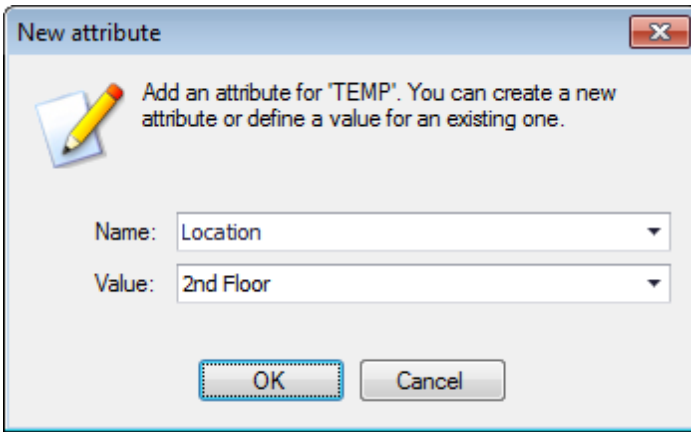 New attribute
Add an attribute for "TEMP". You can create a new
attribute or define a value for an existing one.
Name: Location
Value: 2nd Floor
OK Cancel